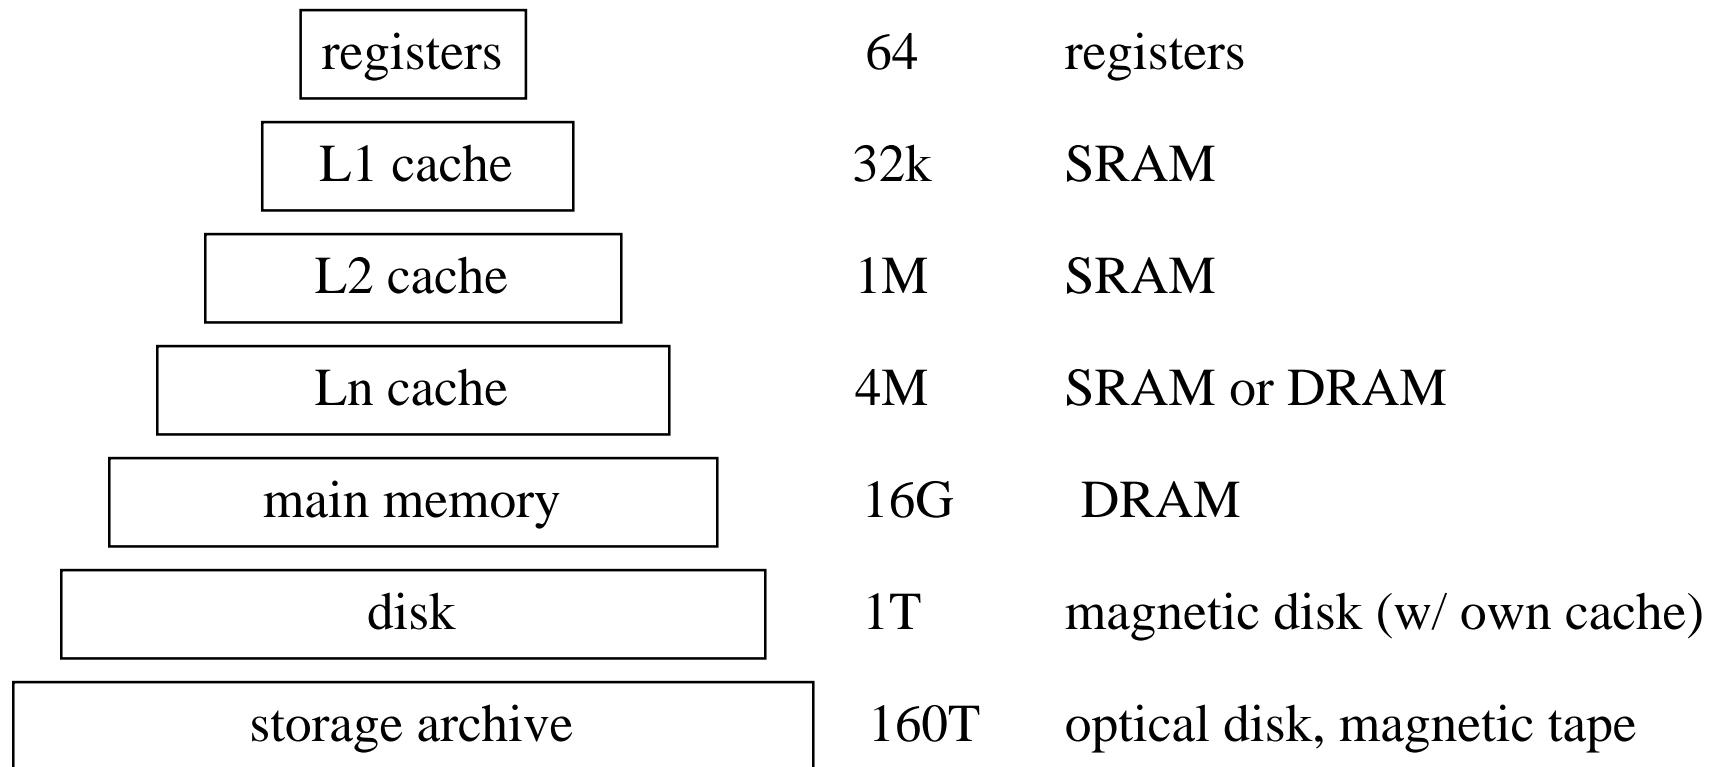 registers 64 registers
L1 cache 32k SRAM
L2 cache 1M SRAM
Ln cache 4M SRAM or DRAM
main memory 16G DRAM
disk 1T magnetic disk (w/ own cache)
storage archive 160T optical disk, magnetic tape